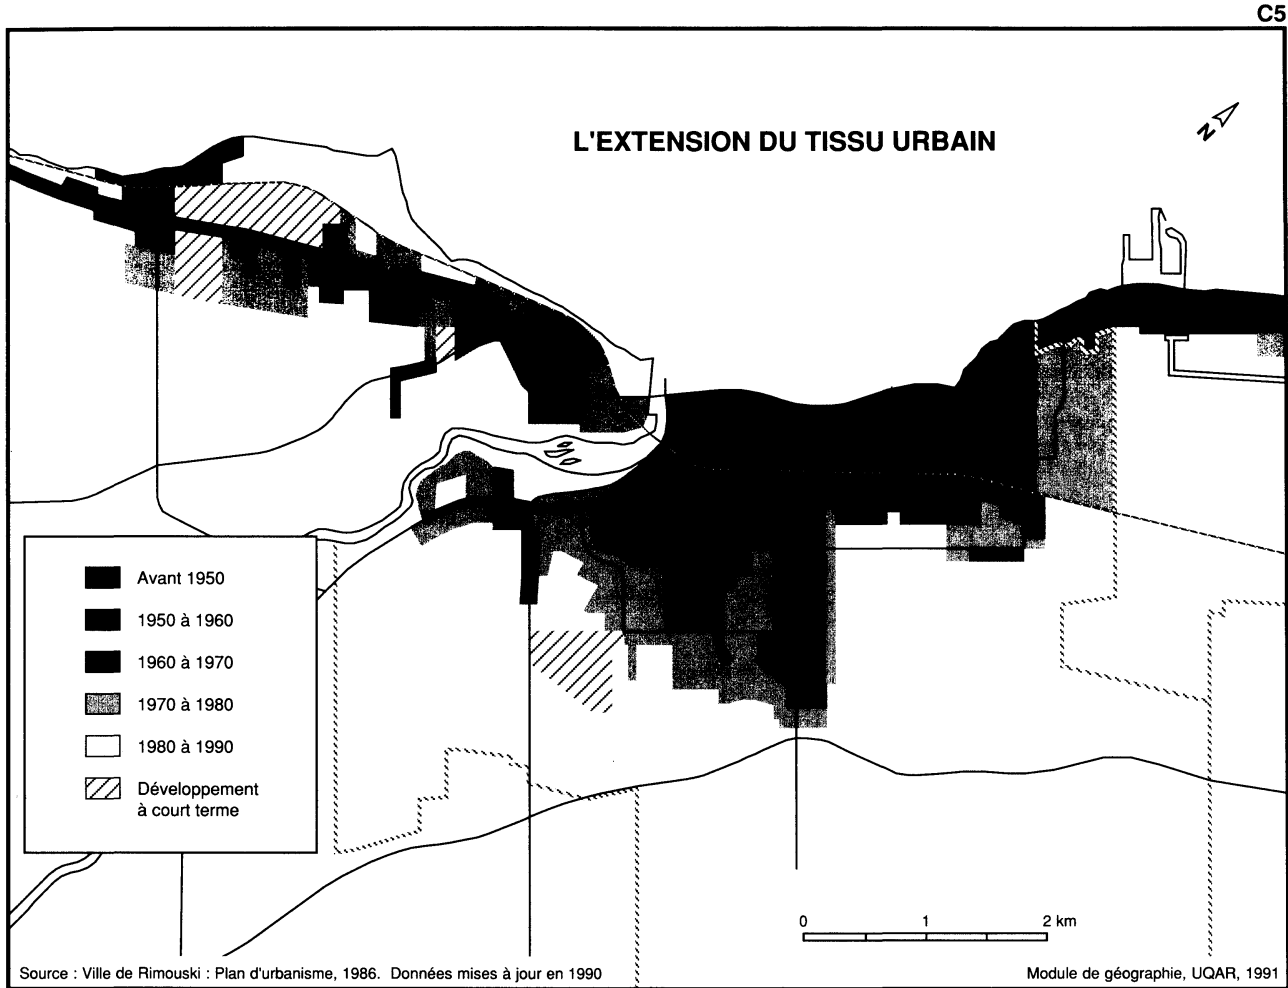 C5
L'EXTENSION DU TISSU URBAIN
N
Avant 1950
1950 à 1960
1960 à 1970
1970 à 1980
1980 à 1990
Développement
à court terme
0 1 2 km
Source : Ville de Rimouski : Plan d'urbanisme, 1986. Données mises à jour en 1990
Module de géographie, UQAR, 1991